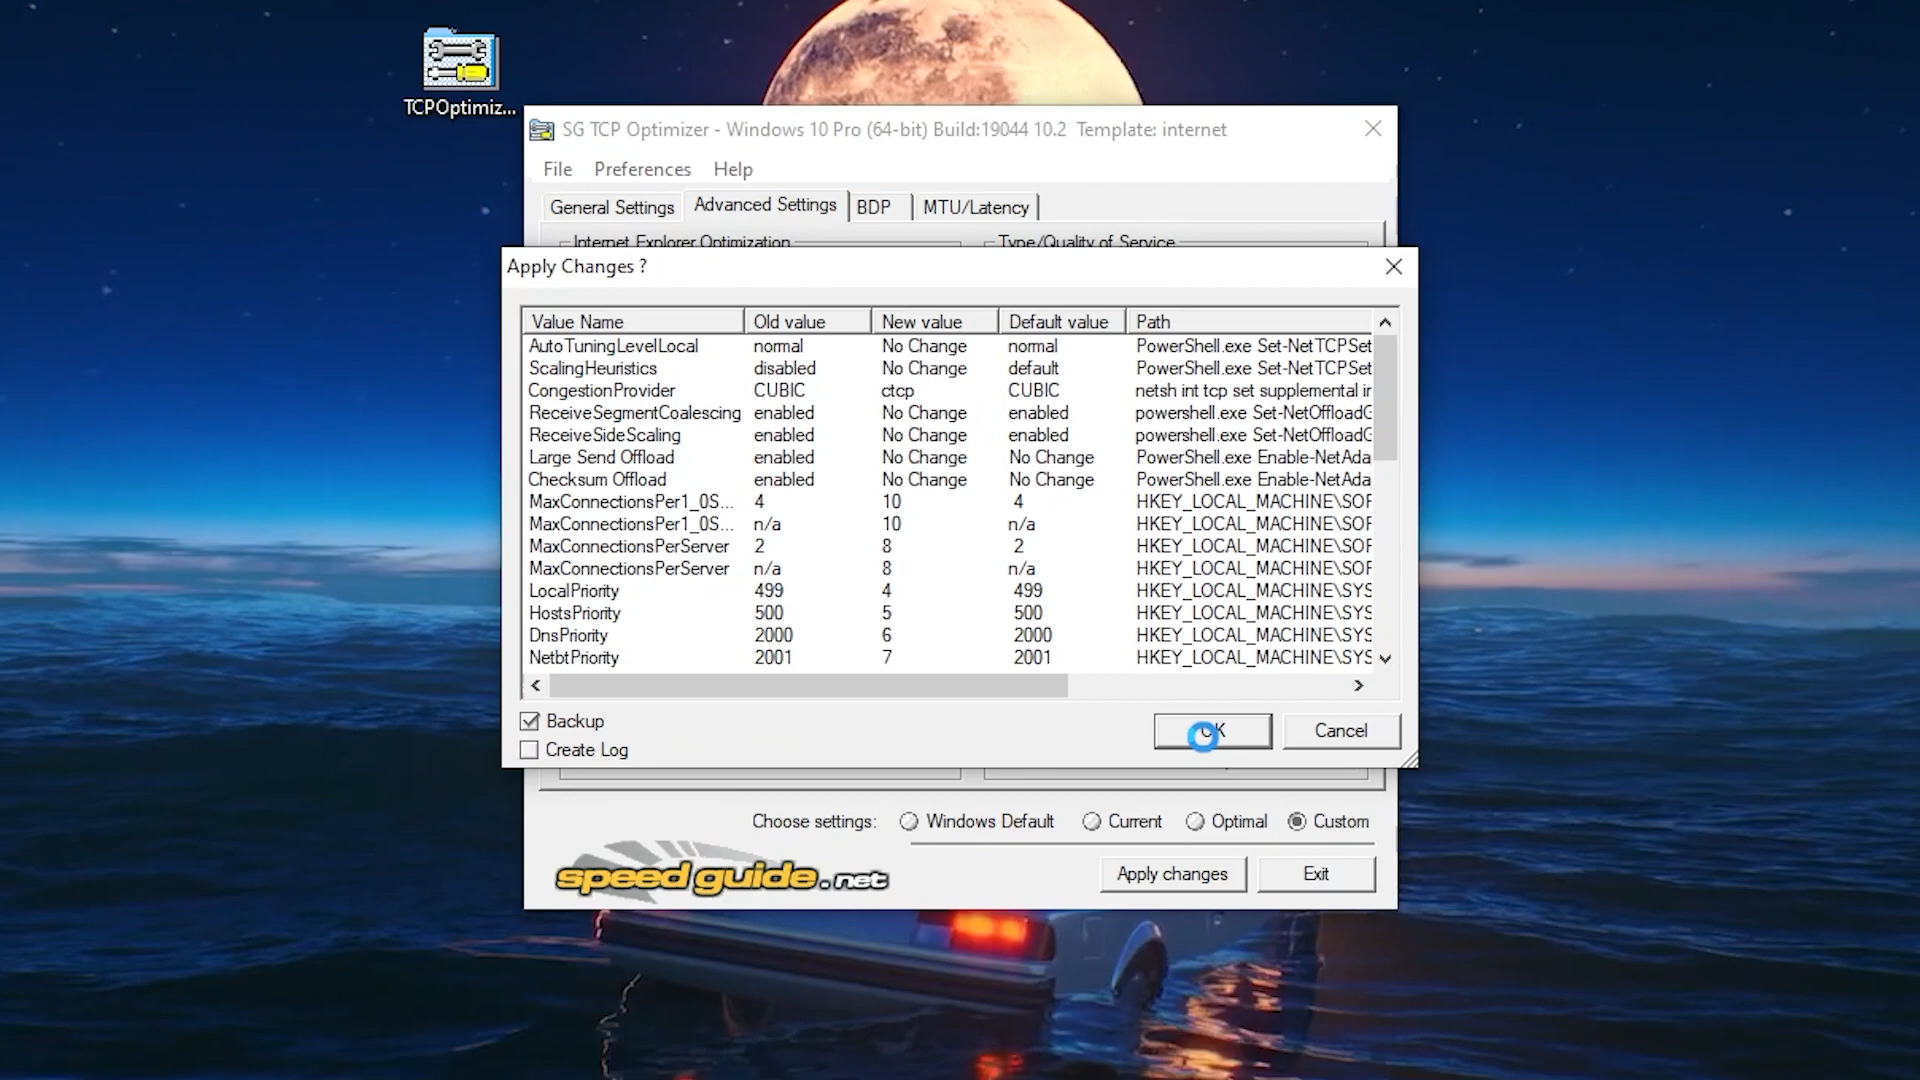 TCPOptimiz...
SG TCP Optimizer - Windows 10 Pro (64-bit) Build:19044 10.2 Template: internet
File Preferences Help
General Settings Advanced Settings BDP MTU/Latency
Internet Explorer Optimization Type/Quality of Service
Apply Changes ?
Value Name Old value New value Default value Path
AutoTuningLevelLocal normal No Change normal PowerShell.exe Set-NetTCPSet
ScalingHeuristics disabled No Change default PowerShell.exe Set-NetTCPSet
CongestionProvider CUBIC ctcp CUBIC netsh int tcp set supplemental ir
ReceiveSegmentCoalescing enabled No Change enabled powershell.exe Set-NetOffloadG
ReceiveSideScaling enabled No Change enabled powershell.exe Set-NetOffloadG
Large Send Offload enabled No Change No Change PowerShell.exe Enable-NetAda
Checksum Offload enabled No Change No Change PowerShell.exe Enable-NetAda
MaxConnectionsPer1_0S... 4 10 4 HKEY_LOCAL_MACHINE\SOF
MaxConnectionsPer1_0S... n/a 10 n/a HKEY_LOCAL_MACHINE\SOF
MaxConnectionsPerServer 2 8 2 HKEY_LOCAL_MACHINE\SOF
MaxConnectionsPerServer n/a 8 n/a HKEY_LOCAL_MACHINE\SOF
LocalPriority 499 4 499 HKEY_LOCAL_MACHINE\SYS
HostsPriority 500 5 500 HKEY_LOCAL_MACHINE\SYS
DnsPriority 2000 6 2000 HKEY_LOCAL_MACHINE\SYS
NetbtPriority 2001 7 2001 HKEY_LOCAL_MACHINE\SYS
Backup
OK Cancel
Create Log
Choose settings: Windows Default Current Optimal Custom
speed guide.net
Apply changes Exit